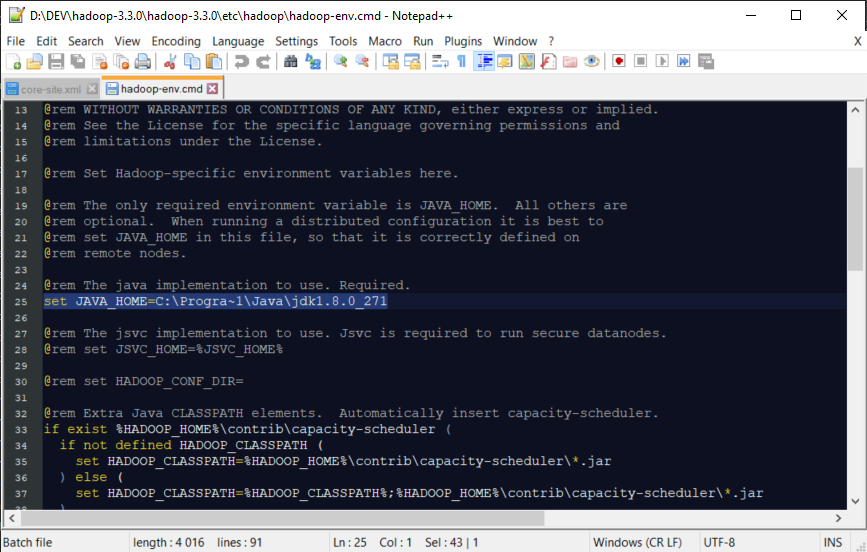 D:\DEV\hadoop-3.3.0\hadoop-3.3.0\etc\hadoop\hadoop-env.cmd - Notepad++
File Edit Search View Encoding Language Settings Tools Macro Run Plugins Window ? X
core-site.xml hadoop-env.cmd
13 @rem WITHOUT WARRANTIES OR CONDITIONS OF ANY KIND, either express or implied.
14 @rem See the License for the specific language governing permissions and
15 @rem limitations under the License.
16
17 @rem Set Hadoop-specific environment variables here.
18
19 @rem The only required environment variable is JAVA_HOME.  All others are
20 @rem optional.  When running a distributed configuration it is best to
21 @rem set JAVA_HOME in this file, so that it is correctly defined on
22 @rem remote nodes.
23
24 @rem The java implementation to use. Required.
25 set JAVA_HOME=C:\Progra~1\Java\jdk1.8.0_271
26
27 @rem The jsvc implementation to use. Jsvc is required to run secure datanodes.
28 @rem set JSVC_HOME=%JSVC_HOME%
29
30 @rem set HADOOP_CONF_DIR=
31
32 @rem Extra Java CLASSPATH elements.  Automatically insert capacity-scheduler.
33 if exist %HADOOP_HOME%\contrib\capacity-scheduler (
34   if not defined HADOOP_CLASSPATH (
35     set HADOOP_CLASSPATH=%HADOOP_HOME%\contrib\capacity-scheduler\*.jar
36   ) else (
37     set HADOOP_CLASSPATH=%HADOOP_CLASSPATH%;%HADOOP_HOME%\contrib\capacity-scheduler\*.jar
38   )
Batch file length : 4 016 lines : 91 Ln : 25 Col : 1 Sel : 43 | 1 Windows (CR LF) UTF-8 INS